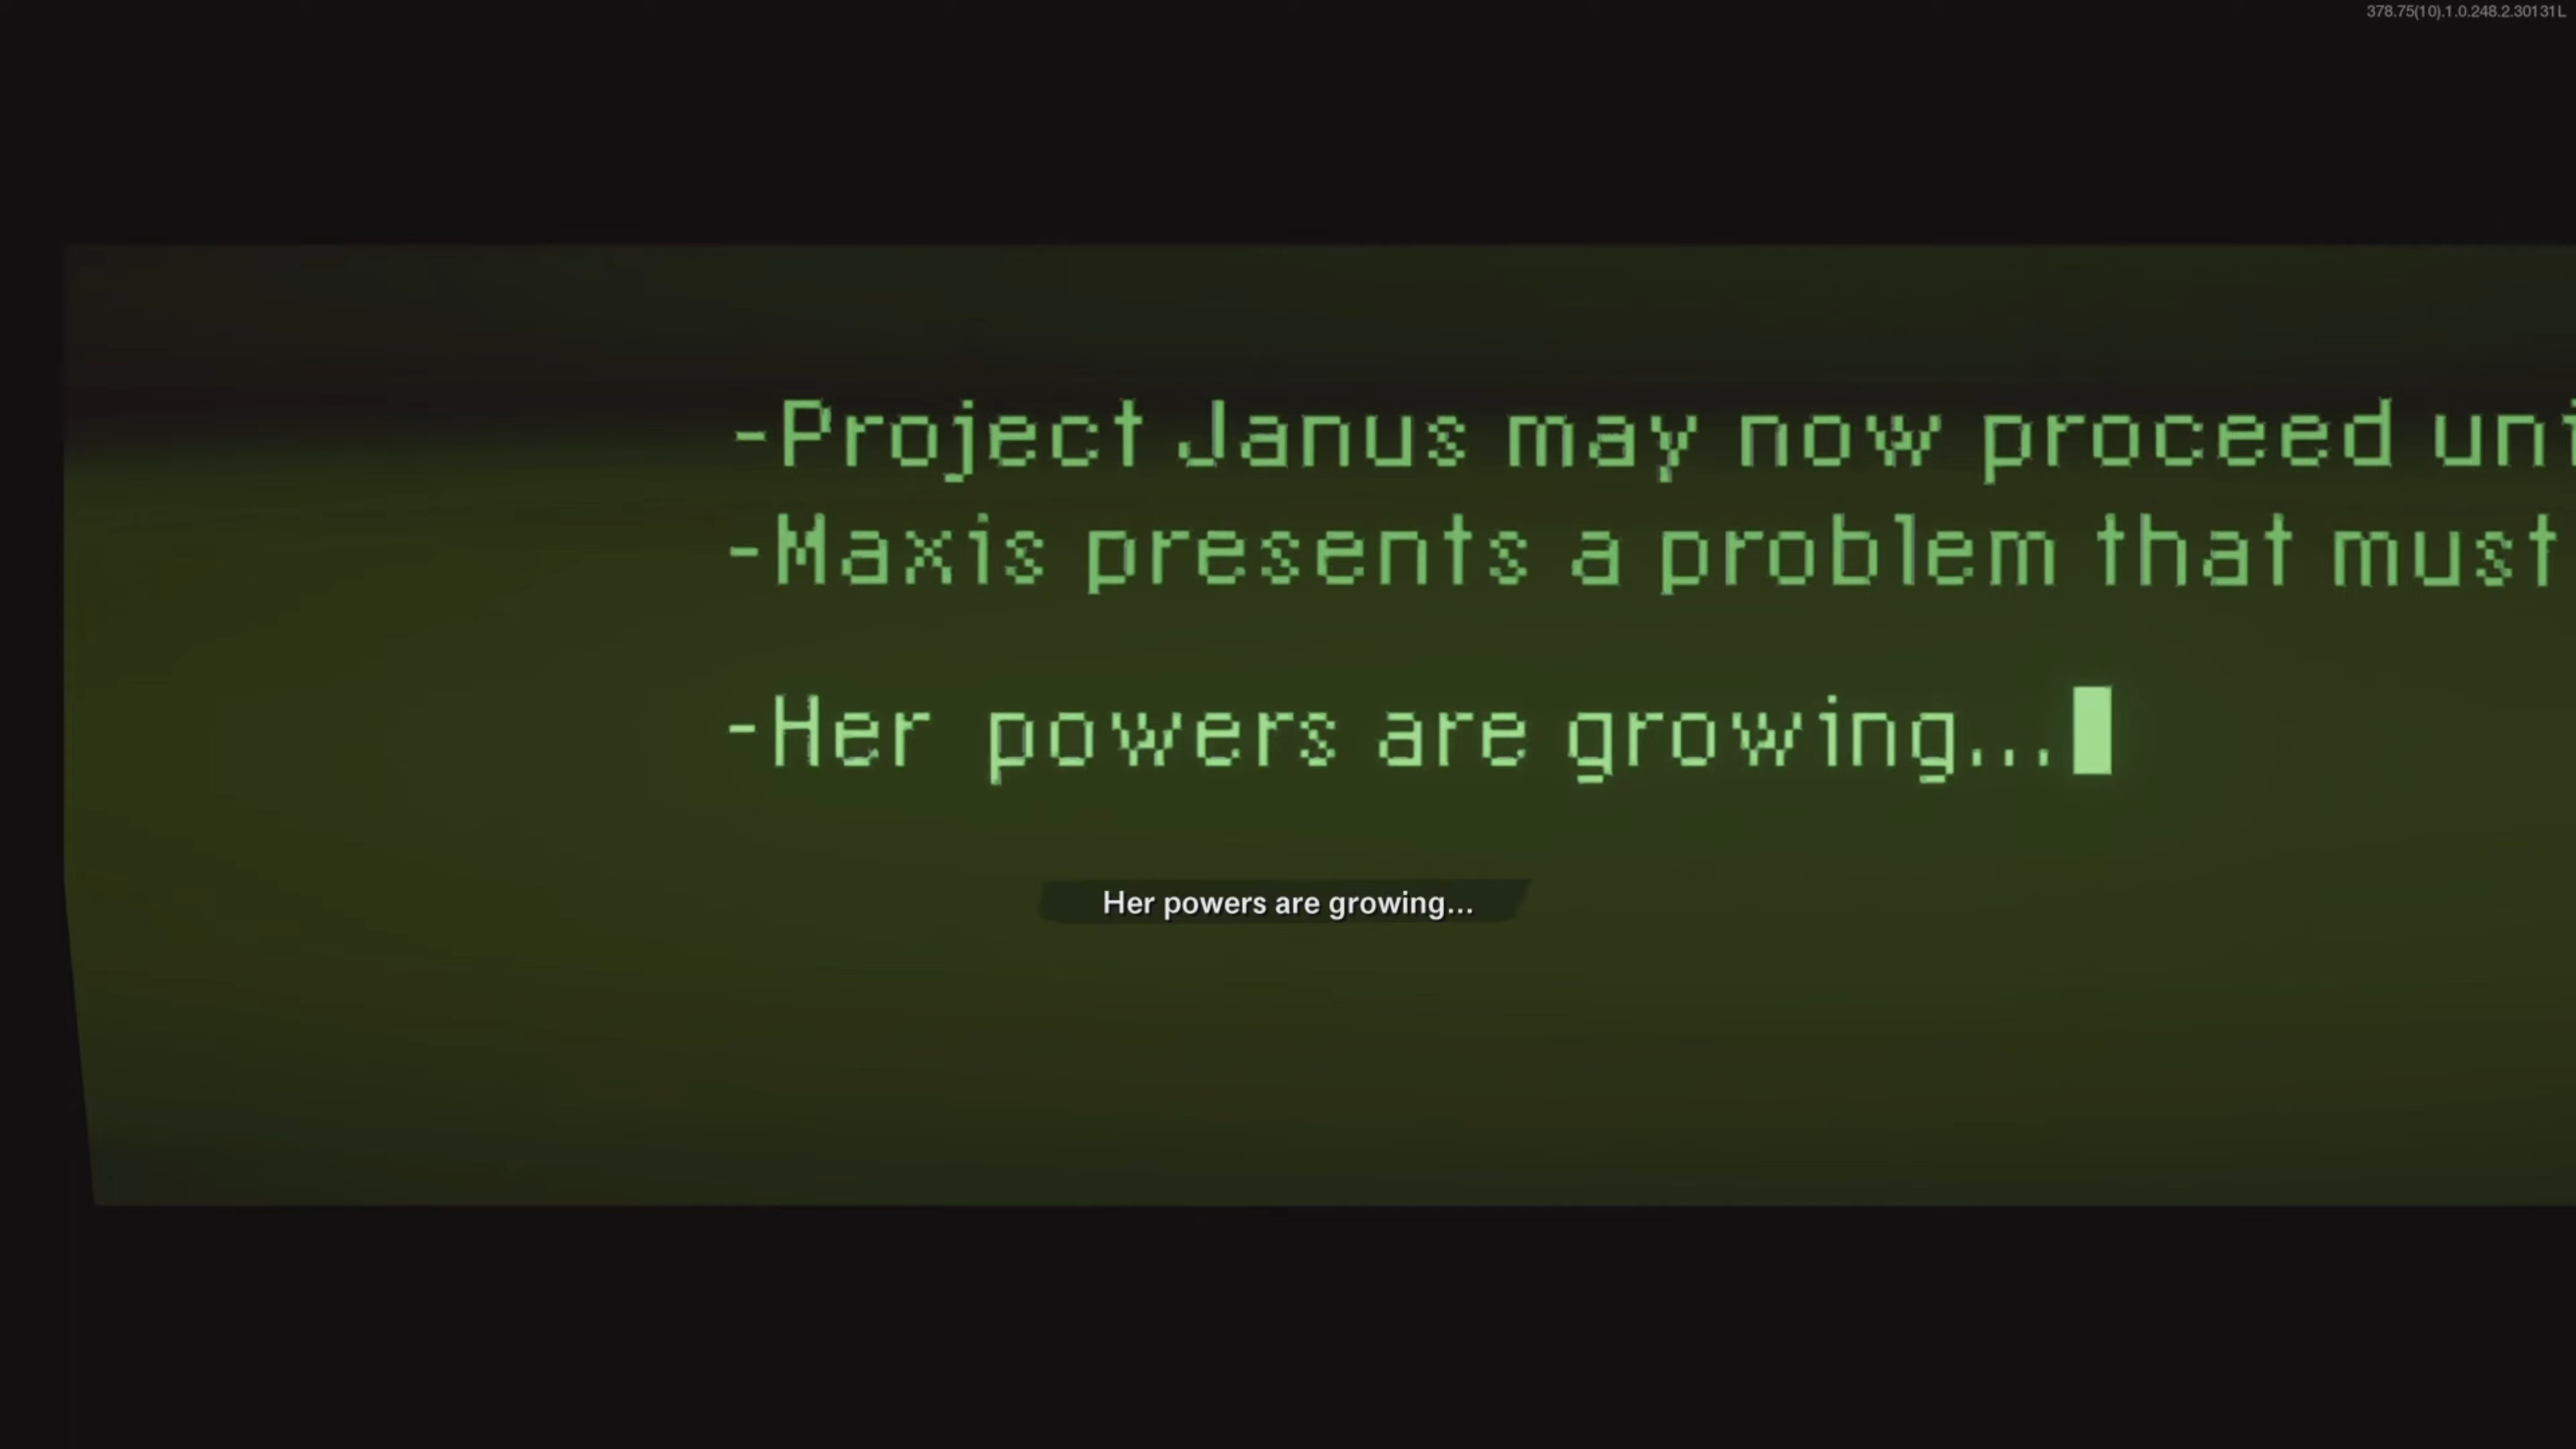 378.75(10).1.0.248.2.30131L
-Project Janus may now proceed uni
-Maxis presents a problem that must
-Her powers are growing...
Her powers are growing...